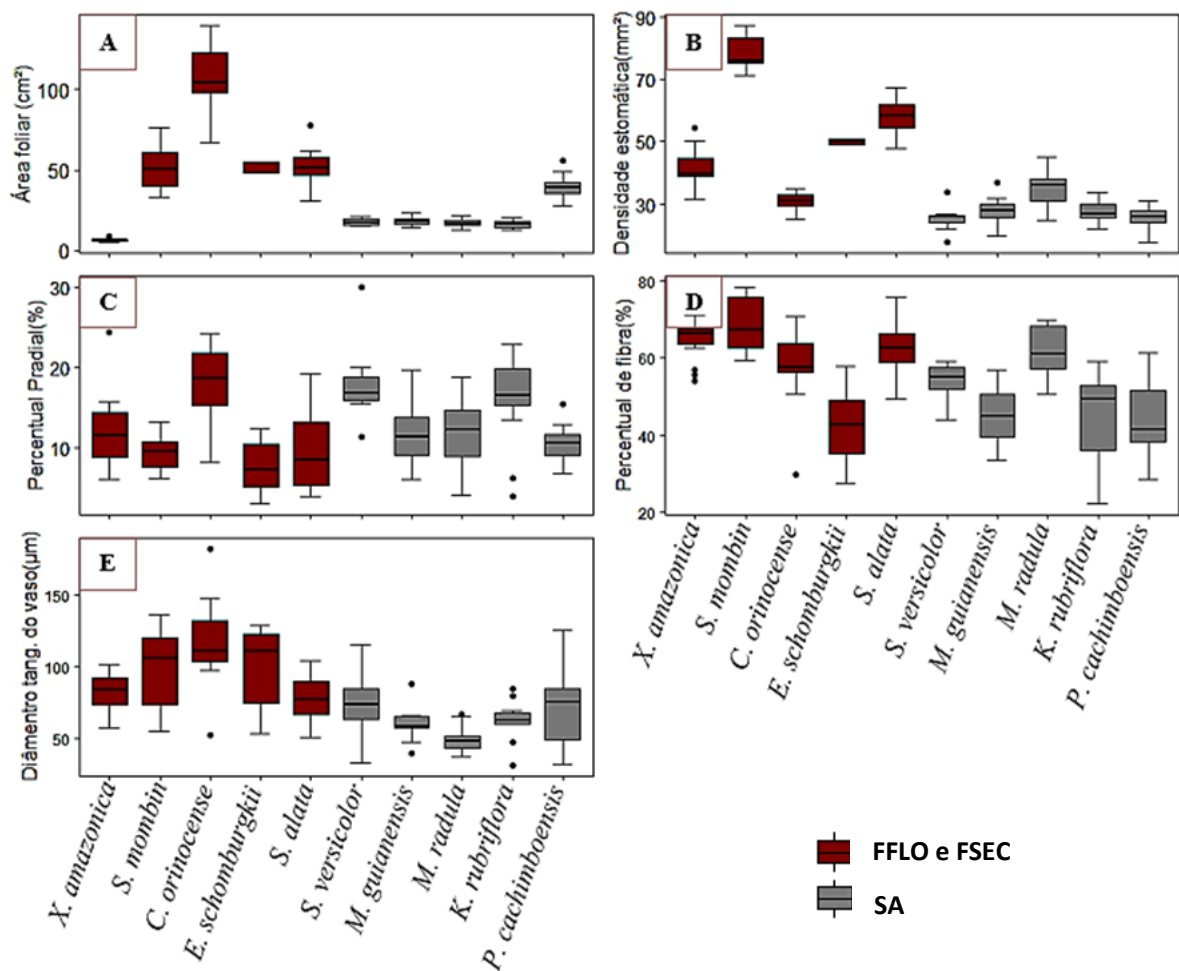 A
Área foliar (cm²)
100
50
0
B
Densidade estomática(mm²)
90
70
50
30
C
Percentual Pradial(%)
30
20
10
D
Percentual de fibra(%)
80
60
40
20
X. amazonica
S. mombin
C. orinocense
E. schomburgkii
S. alata
S. versicolor
M. guianensis
M. radula
K. rubriflora
P. cachimboensis
E
Diâmentro tang. do vaso(µm)
150
100
50
X. amazonica
S. mombin
C. orinocense
E. schomburgkii
S. alata
S. versicolor
M. guianensis
M. radula
K. rubriflora
P. cachimboensis
FFLO e FSEC
SA